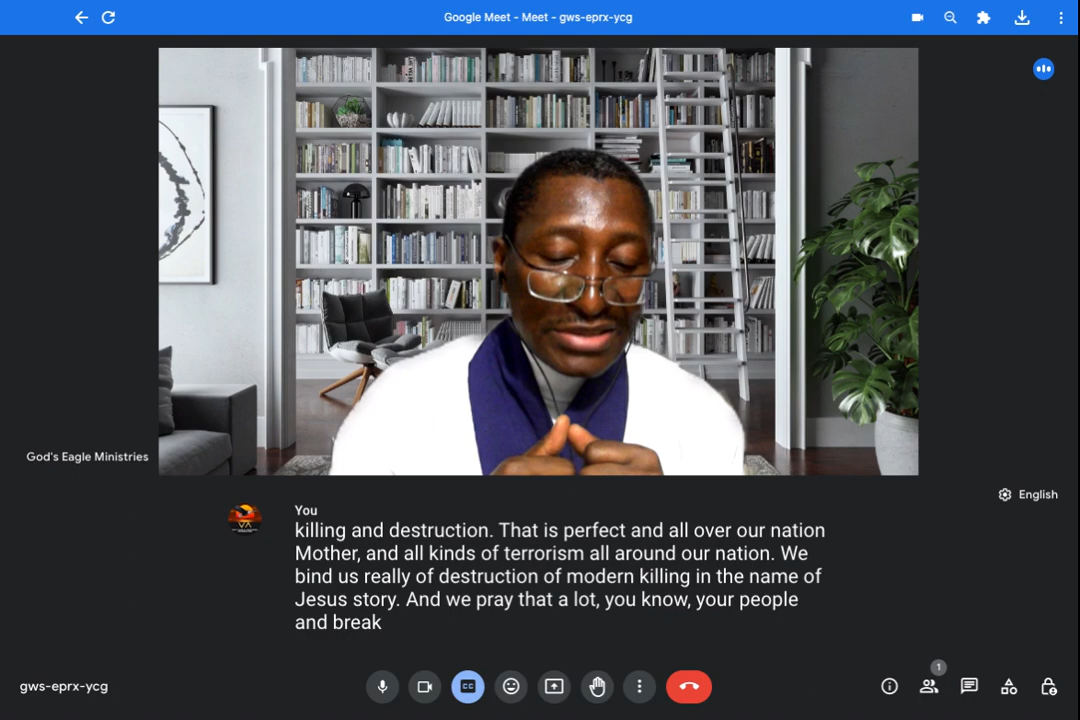 Google Meet - Meet - gws-eprx-ycg
God's Eagle Ministries
English
You
killing and destruction. That is perfect and all over our nation
Mother, and all kinds of terrorism all around our nation. We
bind us really of destruction of modern killing in the name of
Jesus story. And we pray that a lot, you know, your people
and break
gws-eprx-ycg
CC
1